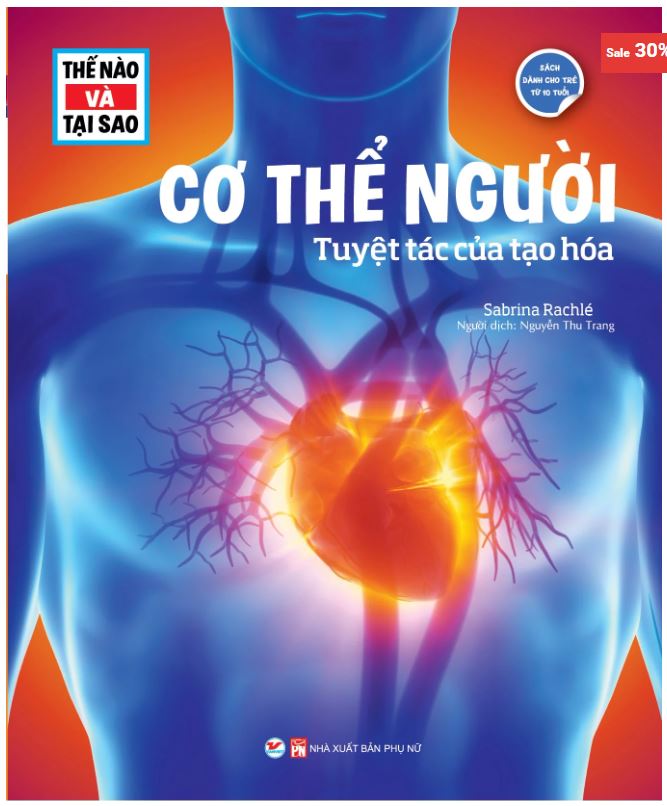 THẾ NÀO
VÀ
TẠI SAO
SÁCH
DÀNH CHO TRẺ
TỪ 10 TUỔI
Sale 30%
CƠ THỂ NGƯỜI
Tuyệt tác của tạo hóa
Sabrina Rachlé
Người dịch: Nguyễn Thu Trang
PN
NHÀ XUẤT BẢN PHỤ NỮ